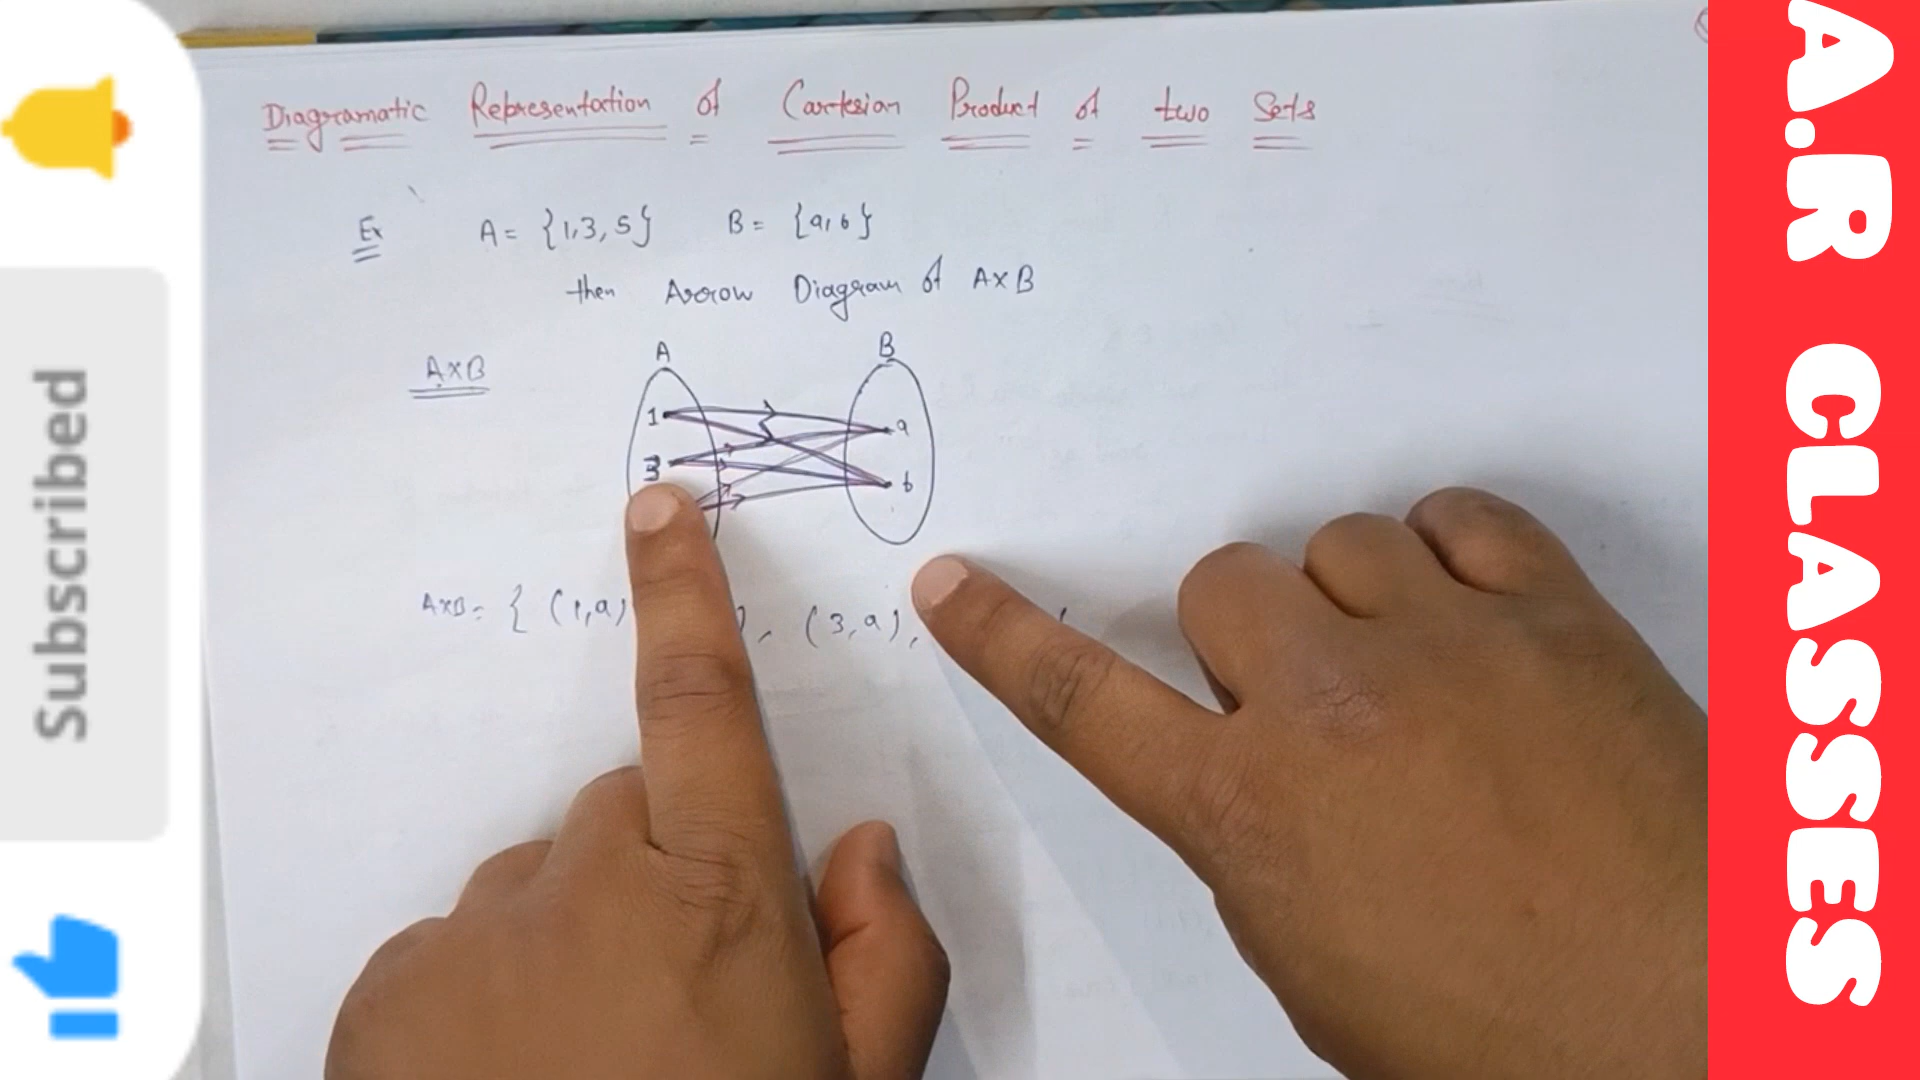 Diagramatic Representation of Cartesian Product of two Sets
Ex A = {1,3,5} B = {a,b}
then Arrow Diagram of A×B
A×B
A B
1 a
3 b
A×B = { (1,a) ), (3,a),
Subscribed
A.R CLASSES